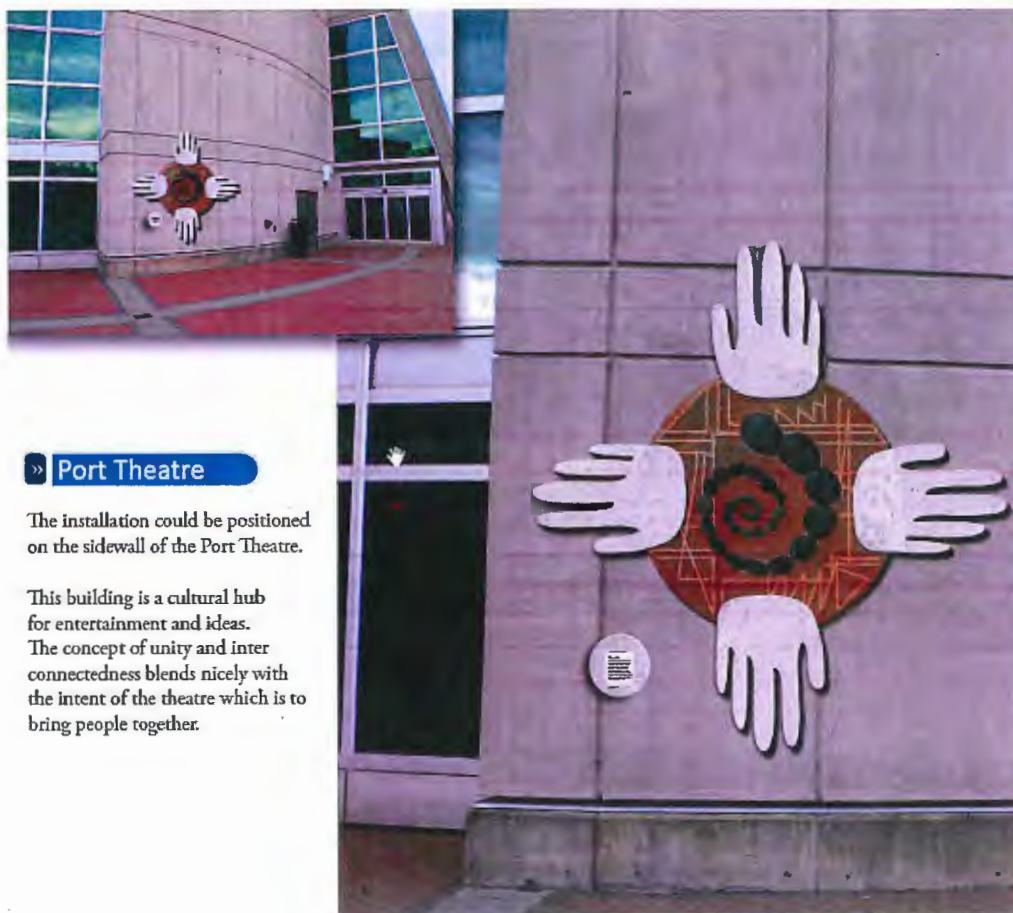 » Port Theatre
The installation could be positioned
on the sidewall of the Port Theatre.
This building is a cultural hub
for entertainment and ideas.
The concept of unity and inter
connectedness blends nicely with
the intent of the theatre which is to
bring people together.